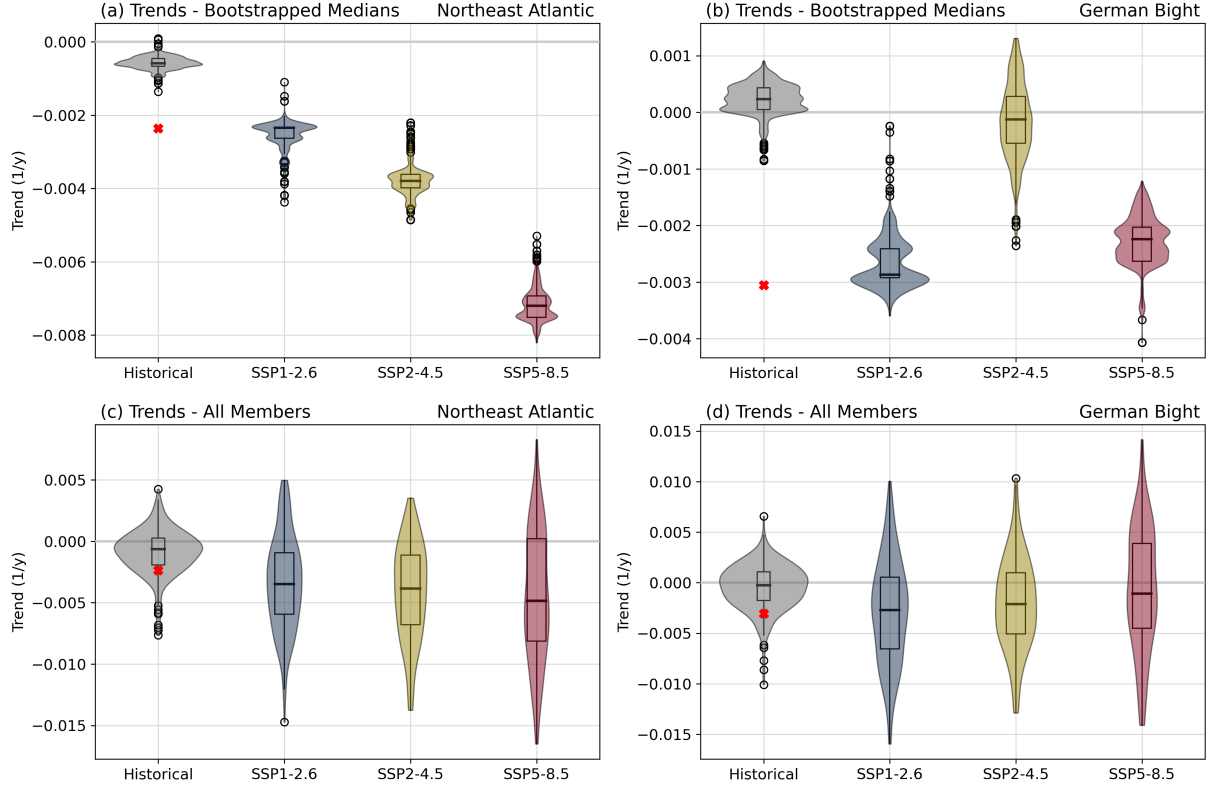 (a) Trends - Bootstrapped Medians Northeast Atlantic
0.000
−0.002
−0.004
−0.006
−0.008
Trend (1/y)
Historical SSP1-2.6 SSP2-4.5 SSP5-8.5
(b) Trends - Bootstrapped Medians German Bight
0.001
0.000
−0.001
−0.002
−0.003
−0.004
Trend (1/y)
Historical SSP1-2.6 SSP2-4.5 SSP5-8.5
(c) Trends - All Members Northeast Atlantic
0.005
0.000
−0.005
−0.010
−0.015
Trend (1/y)
Historical SSP1-2.6 SSP2-4.5 SSP5-8.5
(d) Trends - All Members German Bight
0.015
0.010
0.005
0.000
−0.005
−0.010
−0.015
Trend (1/y)
Historical SSP1-2.6 SSP2-4.5 SSP5-8.5